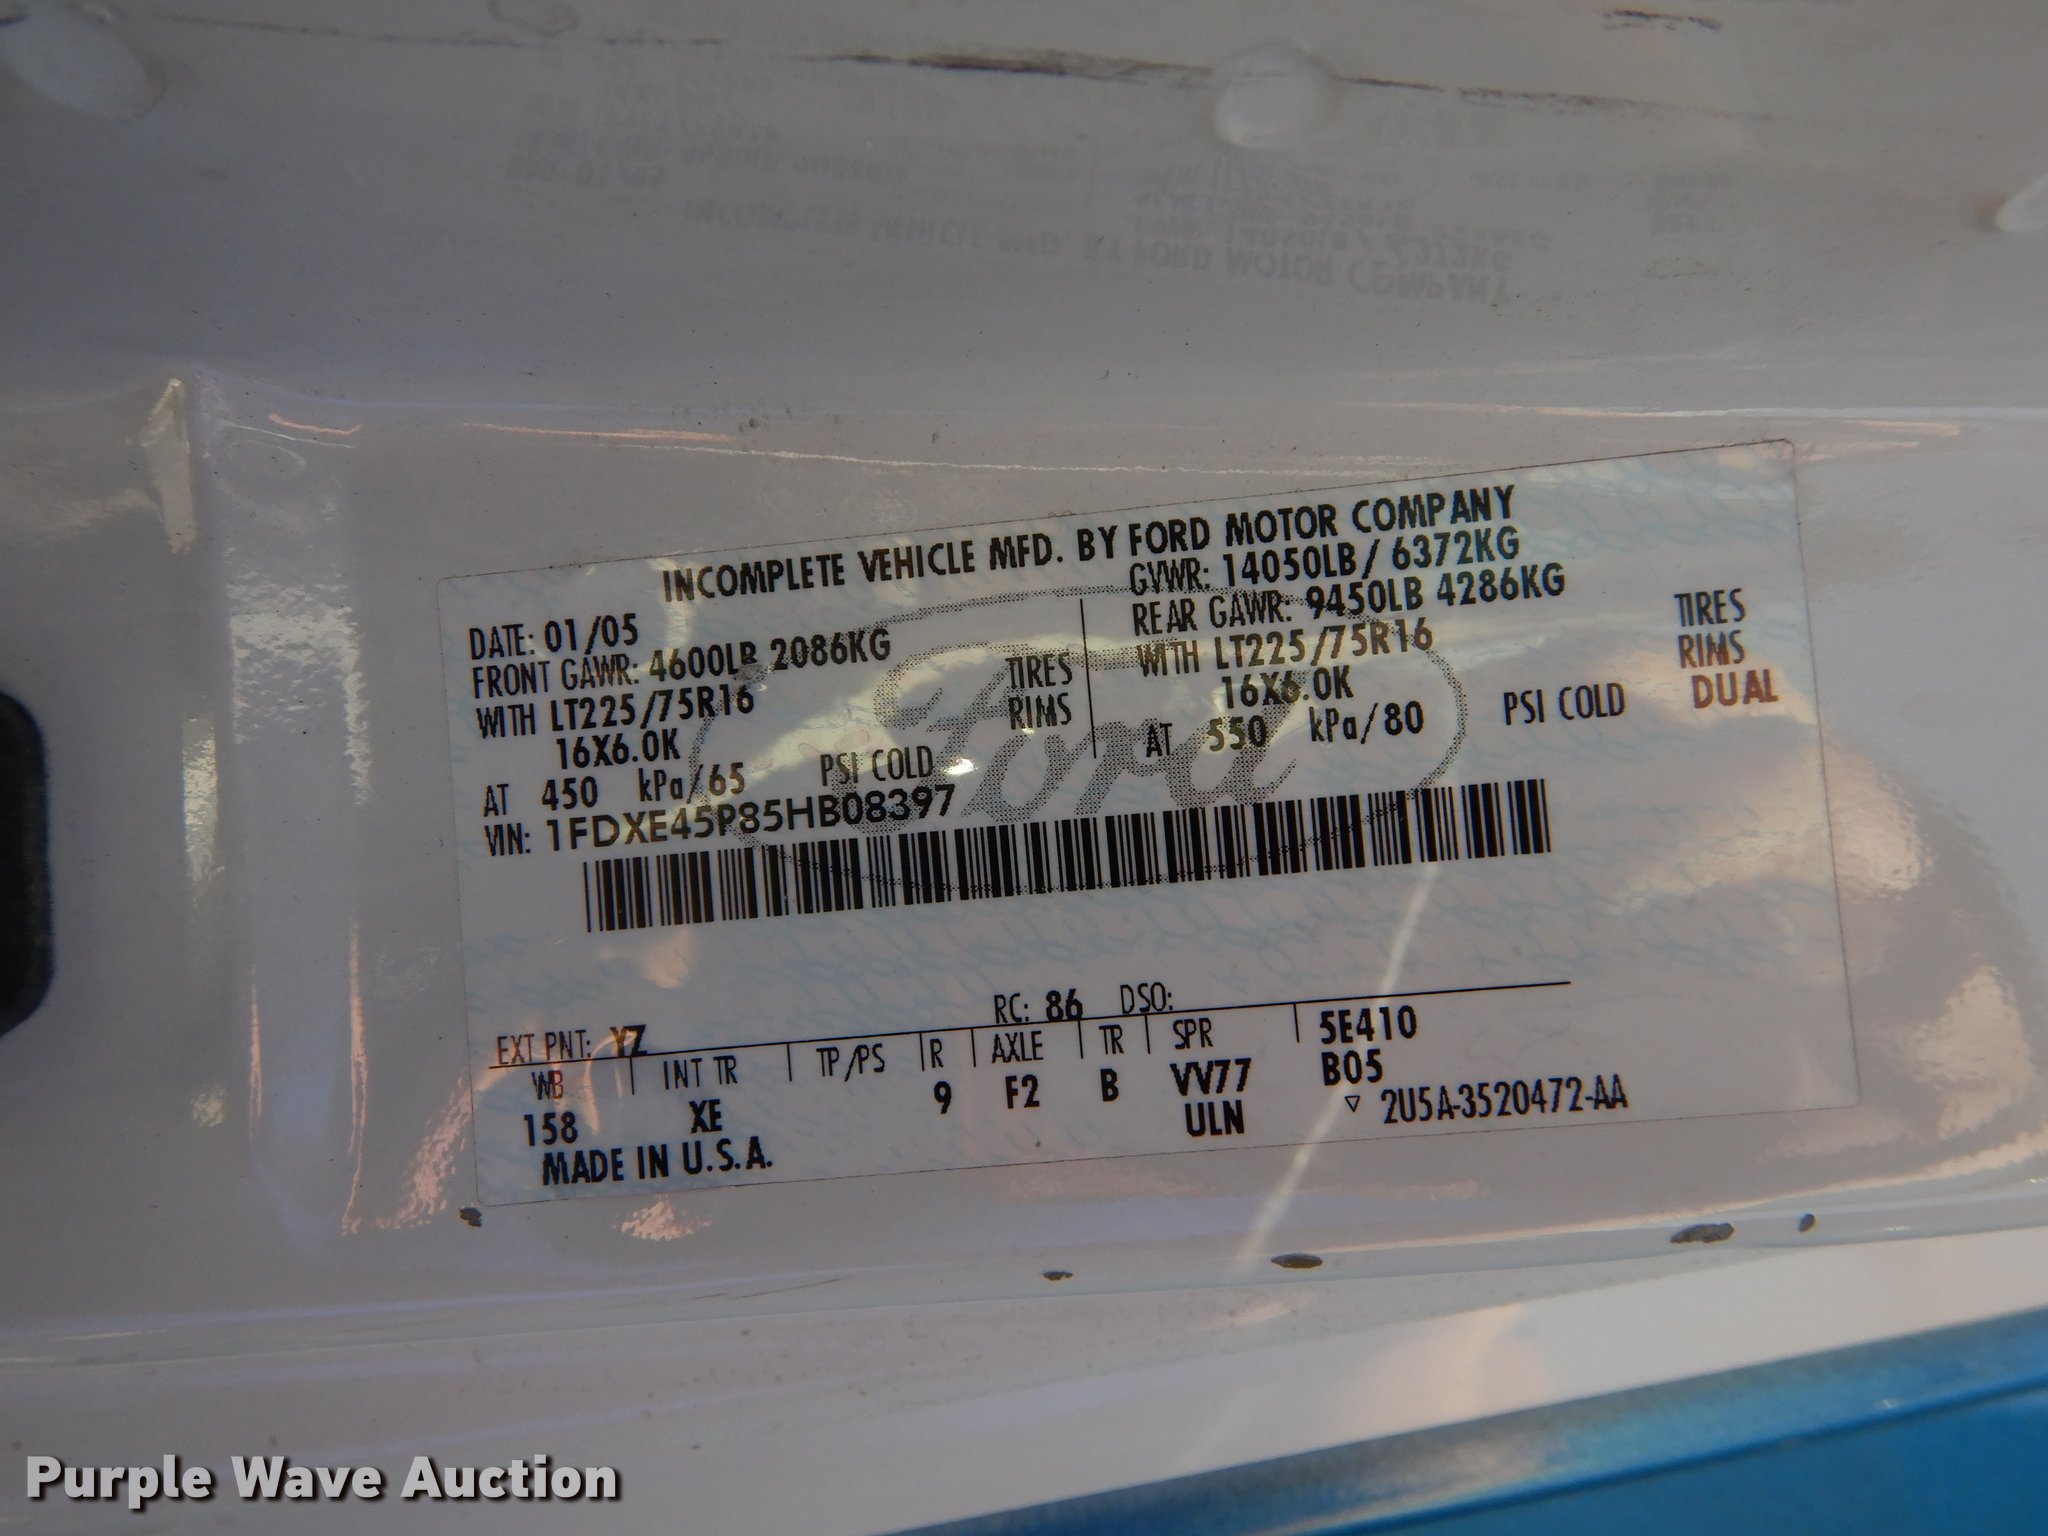 INCOMPLETE VEHICLE MFD. BY FORD MOTOR COMPANY
DATE: 01/05
GVWR: 14050LB/ 6372KG
FRONT GAWR: 4600LB 2086KG
REAR GAWR: 9450LB 4286KG
WITH LT225/75R16 TIRES
WITH LT225/75R16 TIRES
16X6.0K RIMS
16X6.0K RIMS
AT 450 kPa/65 PSI COLD
AT 550 kPa/80 PSI COLD DUAL
VIN: 1FDXE45P85HB08397
EXT PNT: YZ RC: 86 DSO:
WB INT TR TP/PS R AXLE TR SPR 5E410
158 XE 9 F2 B VV77 B05
ULN ▽ 2U5A-3520472-AA
MADE IN U.S.A.
Ford
Purple Wave Auction